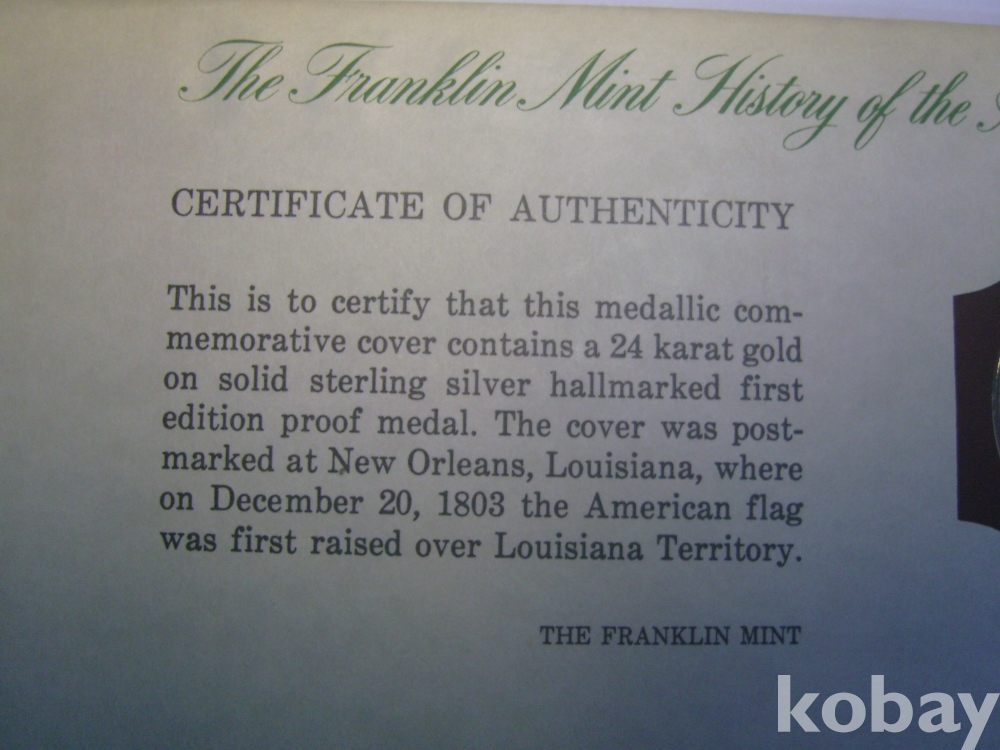 The Franklin Mint History of the
CERTIFICATE OF AUTHENTICITY
This is to certify that this medallic com-
memorative cover contains a 24 karat gold
on solid sterling silver hallmarked first
edition proof medal. The cover was post-
marked at New Orleans, Louisiana, where
on December 20, 1803 the American flag
was first raised over Louisiana Territory.
THE FRANKLIN MINT
kobay